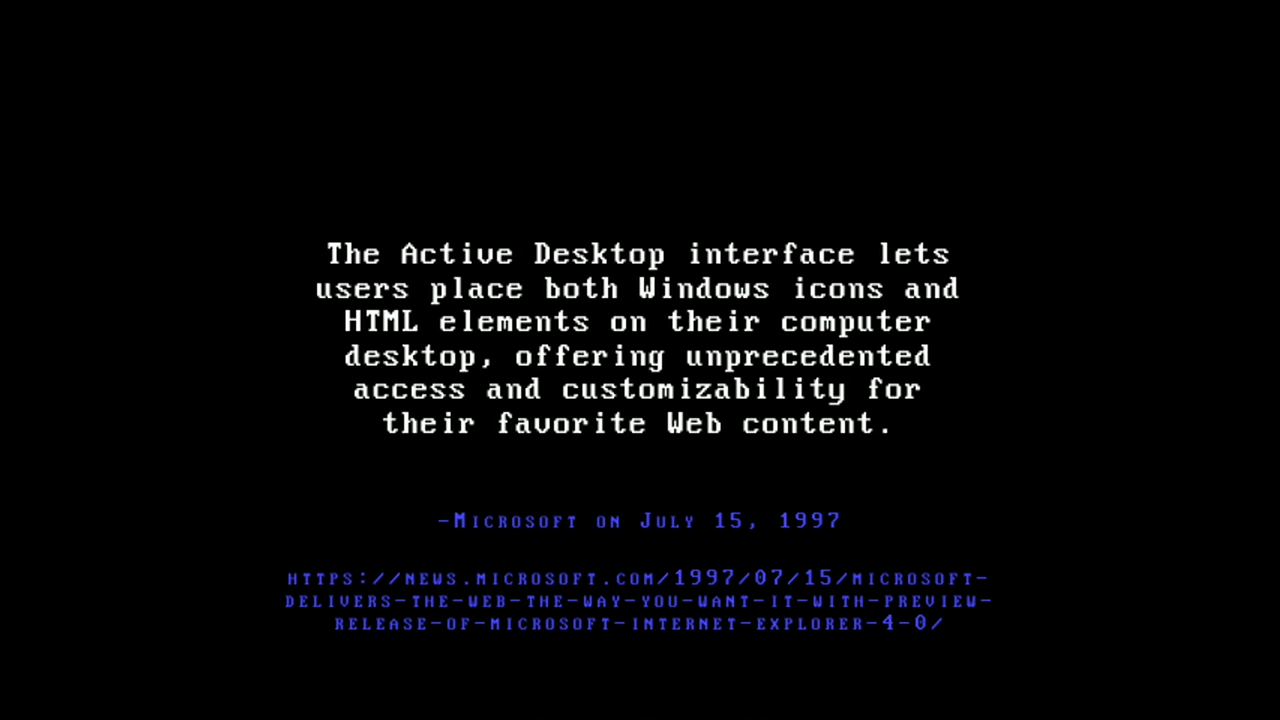 The Active Desktop interface lets
users place both Windows icons and
HTML elements on their computer
desktop, offering unprecedented
access and customizability for
their favorite Web content.
-Microsoft on July 15, 1997
https://news.microsoft.com/1997/07/15/microsoft-
delivers-the-web-the-way-you-want-it-with-preview-
release-of-microsoft-internet-explorer-4-0/